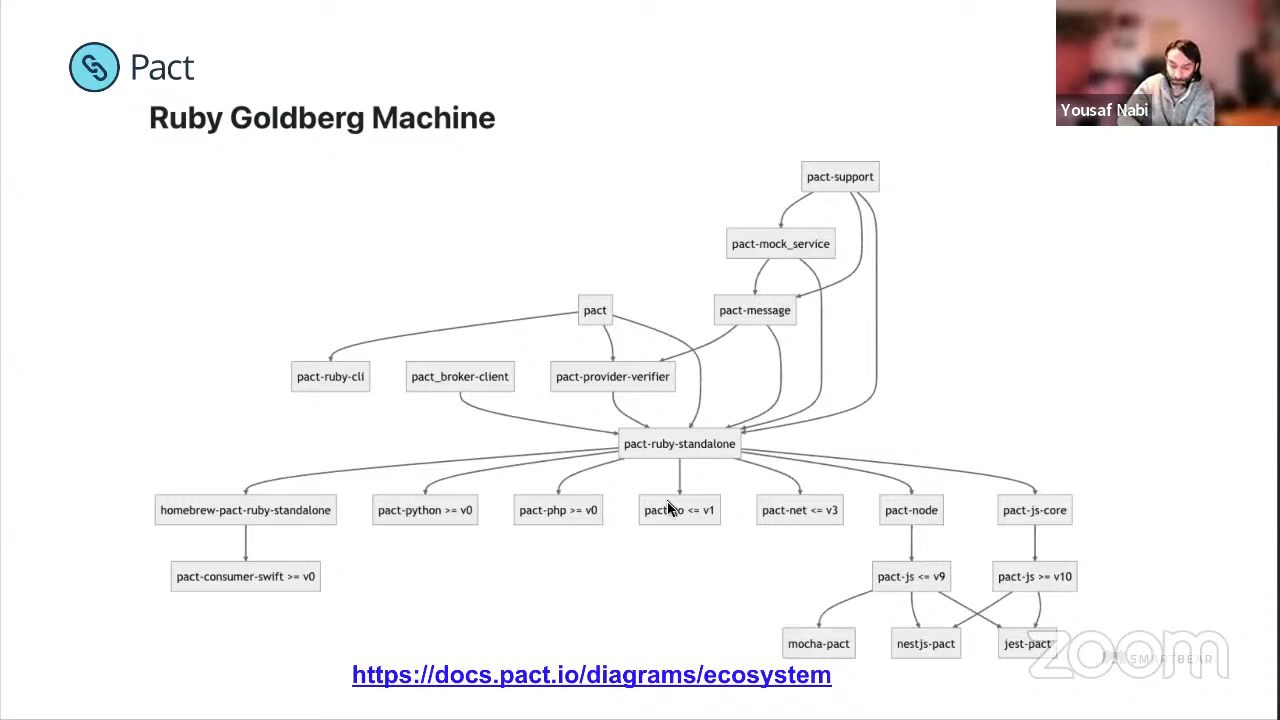 Pact
Ruby Goldberg Machine
Yousaf Nabi
pact-support
pact-mock_service
pact
pact-message
pact-ruby-cli
pact_broker-client
pact-provider-verifier
pact-ruby-standalone
homebrew-pact-ruby-standalone
pact-python >= v0
pact-php >= v0
<= v1
pact-net <= v3
pact-node
pact-js-core
pact-consumer-swift >= v0
pact-js <= v9
pact-js >= v10
mocha-pact
nestjs-pact
jest-pact
zoom
SMARTBEAR
https://docs.pact.io/diagrams/ecosystem